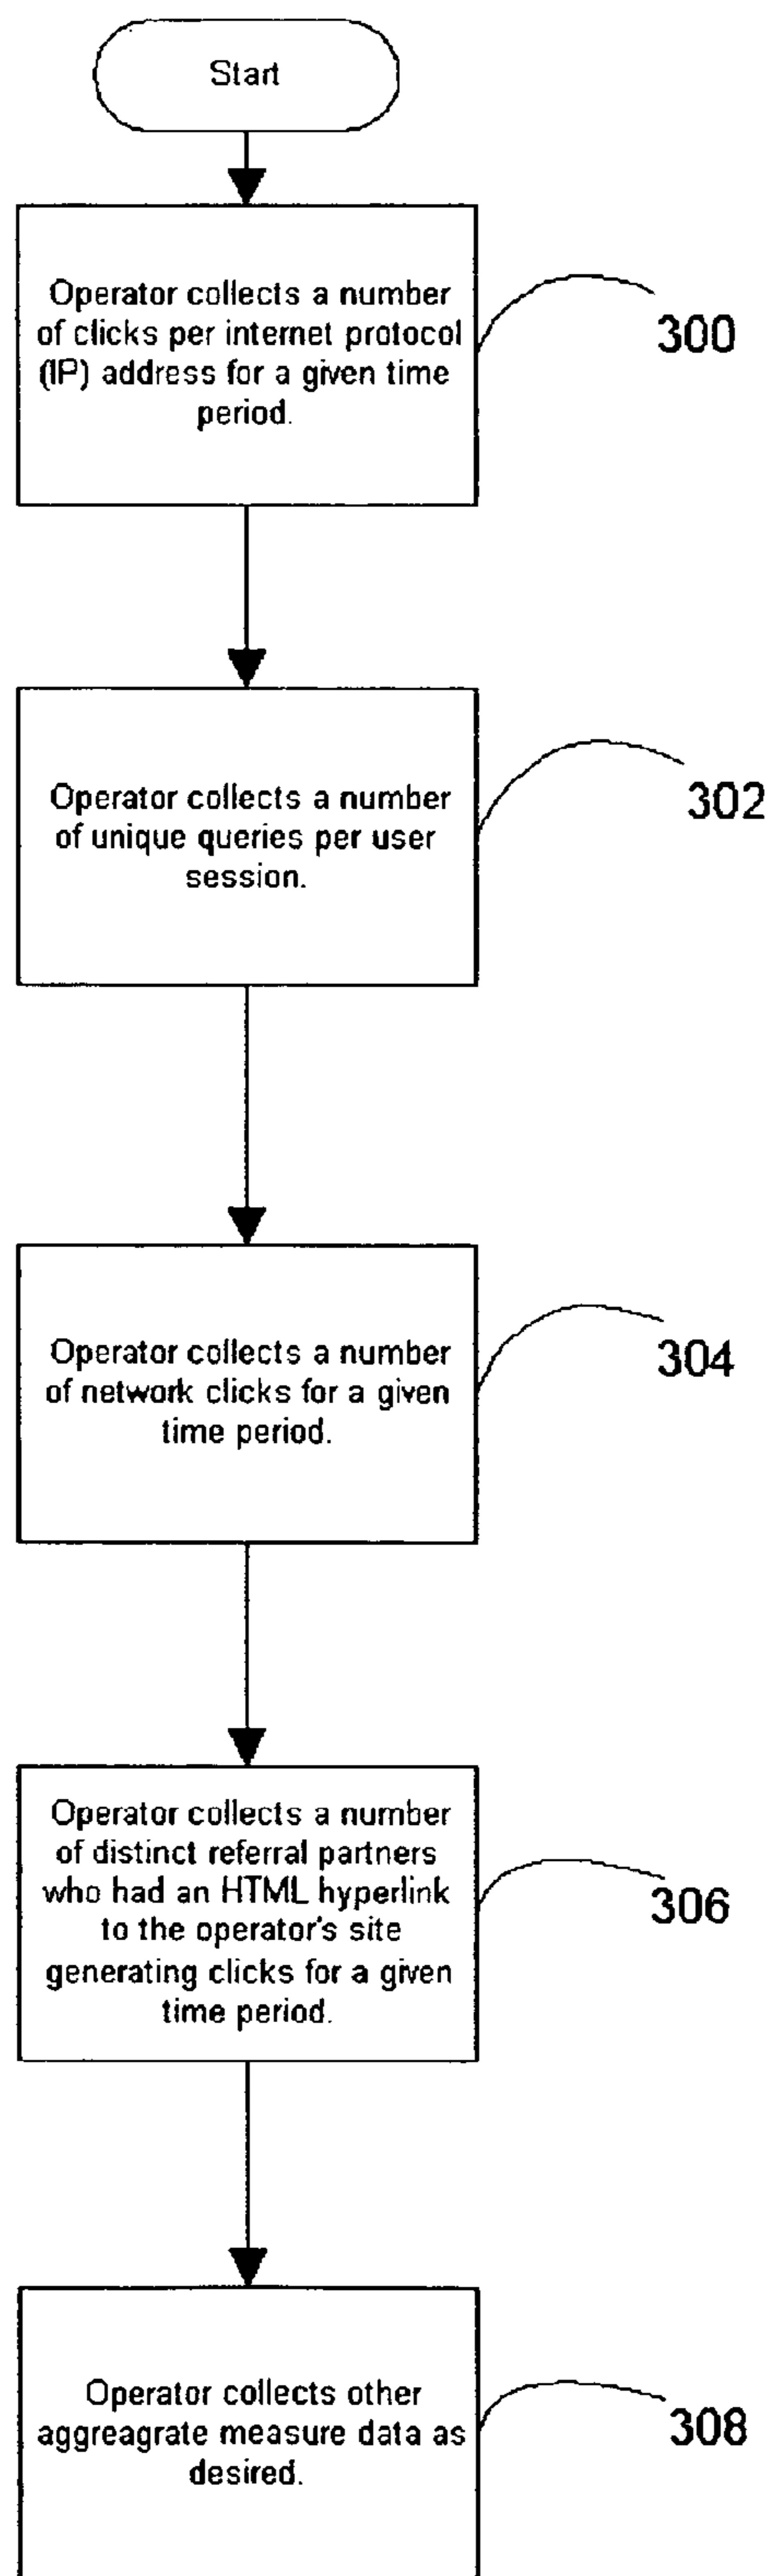 Start
Operator collects a number
of clicks per internet protocol
(IP) address for a given time
period.
300
Operator collects a number
of unique queries per user
session.
302
Operator collects a number
of network clicks for a given
time period.
304
Operator collects a number
of distinct referral partners
who had an HTML hyperlink
to the operator's site
generating clicks for a given
time period.
306
Operator collects other
aggreagrate measure data as
desired.
308